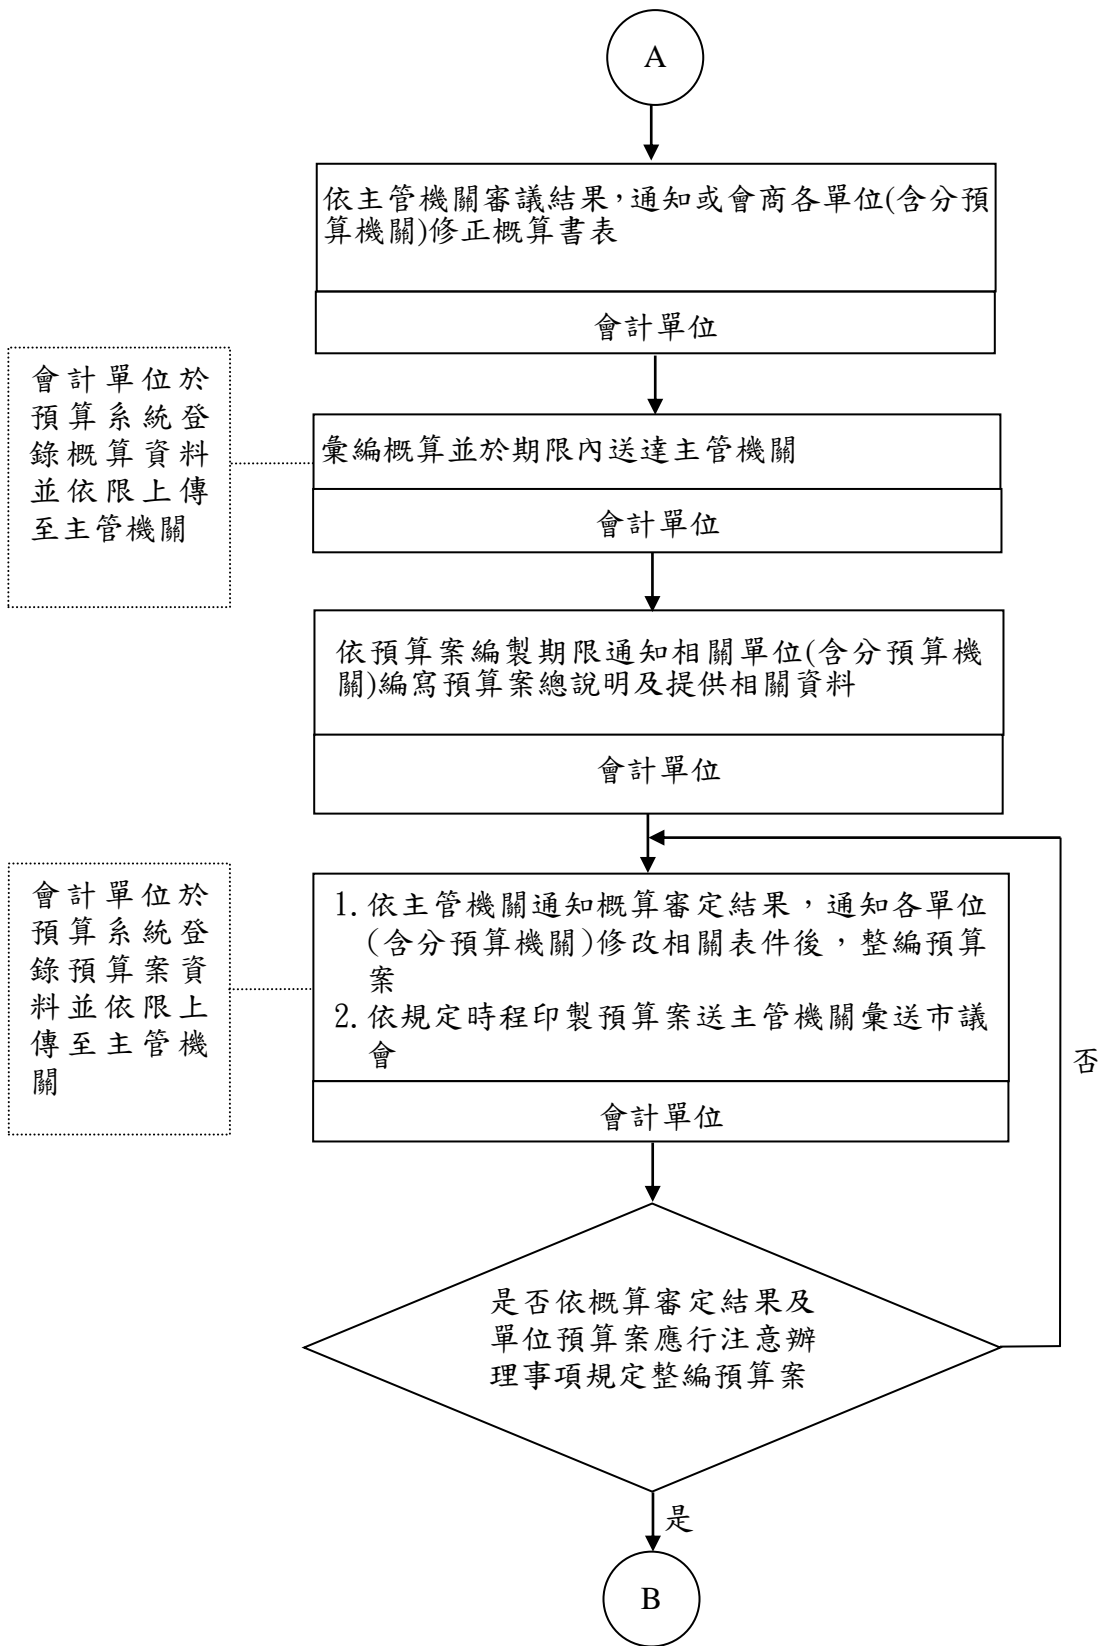 A
依主管機關審議結果,通知或會商各單位(含分預
算機關)修正概算書表
會計單位
會計單位於
預算系統登
錄概算資料
並依限上傳
至主管機關
彙編概算並於期限內送達主管機關
會計單位
依預算案編製期限通知相關單位(含分預算機
關)編寫預算案總說明及提供相關資料
會計單位
會計單位於
預算系統登
錄預算案資
料並依限上
傳至主管機
關
1.依主管機關通知概算審定結果，通知各單位
(含分預算機關)修改相關表件後，整編預算
案
2.依規定時程印製預算案送主管機關彙送市議
會
會計單位
否
是否依概算審定結果及
單位預算案應行注意辦
理事項規定整編預算案
是
B